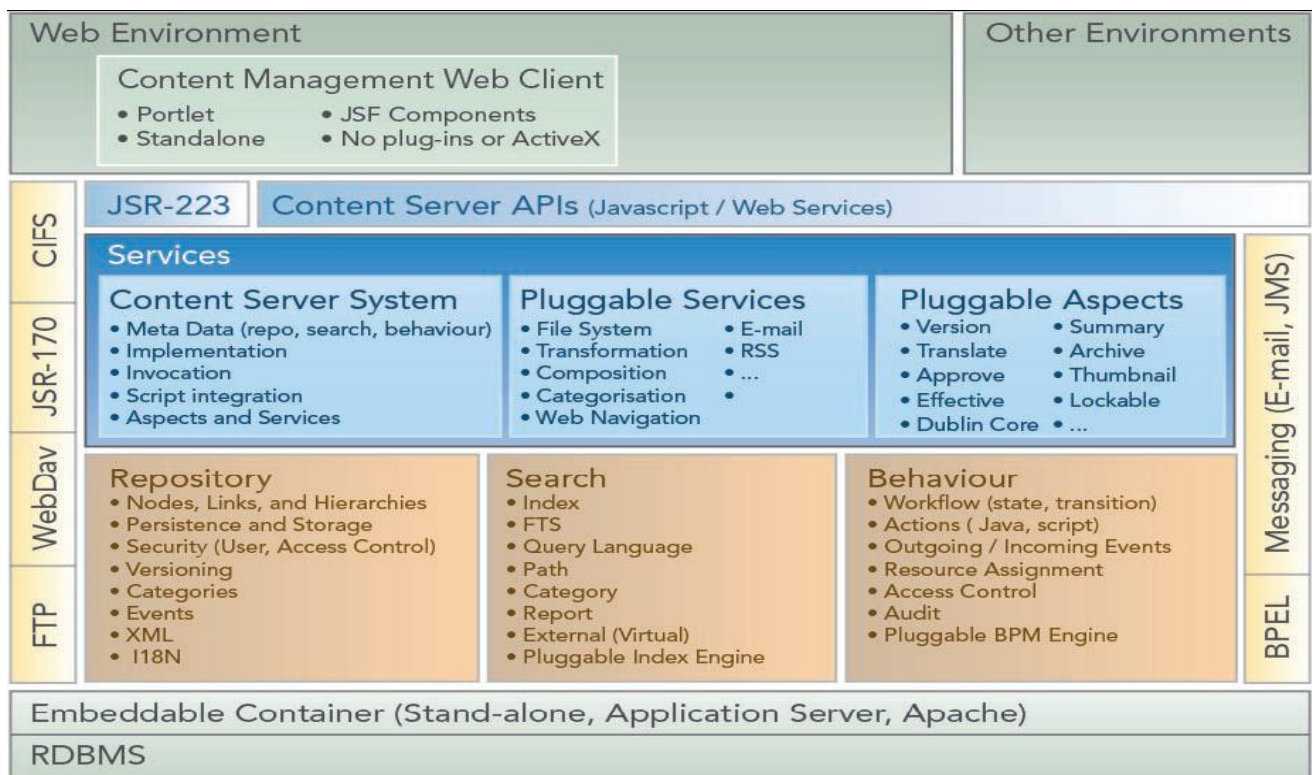 Web Environment
Other Environments
Content Management Web Client
• Portlet
• JSF Components
• Standalone
• No plug-ins or ActiveX
CIFS
JSR-170
WebDav
FTP
JSR-223
Content Server APIs (Javascript / Web Services)
Services
Content Server System
• Meta Data (repo, search, behaviour)
• Implementation
• Invocation
• Script integration
• Aspects and Services
Pluggable Services
• File System
• E-mail
• Transformation
• RSS
• Composition
• ...
• Categorisation
•
• Web Navigation
Pluggable Aspects
• Version
• Summary
• Translate
• Archive
• Approve
• Thumbnail
• Effective
• Lockable
• Dublin Core
• ...
Messaging (E-mail, JMS)
BPEL
Repository
• Nodes, Links, and Hierarchies
• Persistence and Storage
• Security (User, Access Control)
• Versioning
• Categories
• Events
• XML
• I18N
Search
• Index
• FTS
• Query Language
• Path
• Category
• Report
• External (Virtual)
• Pluggable Index Engine
Behaviour
• Workflow (state, transition)
• Actions ( Java, script)
• Outgoing / Incoming Events
• Resource Assignment
• Access Control
• Audit
• Pluggable BPM Engine
Embeddable Container (Stand-alone, Application Server, Apache)
RDBMS